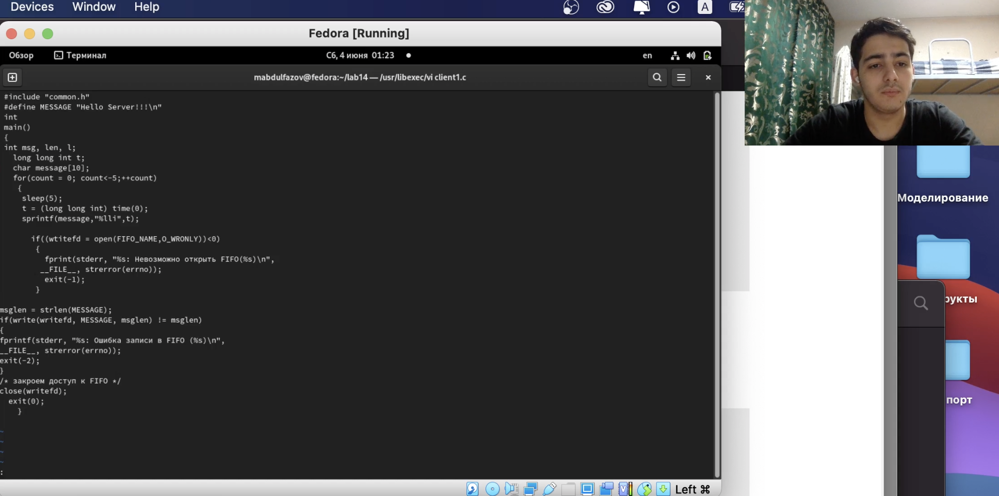 Devices Window Help
A
Fedora [Running]
Обзор Терминал Сб, 4 июня 01:23 en
mabdulfazov@fedora:~/lab14 — /usr/libexec/vi client1.c
#include "common.h"
#define MESSAGE "Hello Server!!!\n"
int
main()
{
int msg, len, l;
long long int t;
char message[10];
for(count = 0; count<-5;++count)
{
sleep(5);
t = (long long int) time(0);
sprintf(message,"%lli",t);
if((wtitefd = open(FIFO_NAME,O_WRONLY))<0)
{
fprint(stderr, "%s: Невозможно открыть FIFO(%s)\n",
__FILE__, strerror(errno));
exit(-1);
}
msglen = strlen(MESSAGE);
if(write(writefd, MESSAGE, msglen) != msglen)
{
fprintf(stderr, "%s: Ошибка записи в FIFO (%s)\n",
__FILE__, strerror(errno));
exit(-2);
}
/* закроем доступ к FIFO */
close(writefd);
exit(0);
}
~
~
~
~
:
Left ⌘
Моделирование
рукты
порт